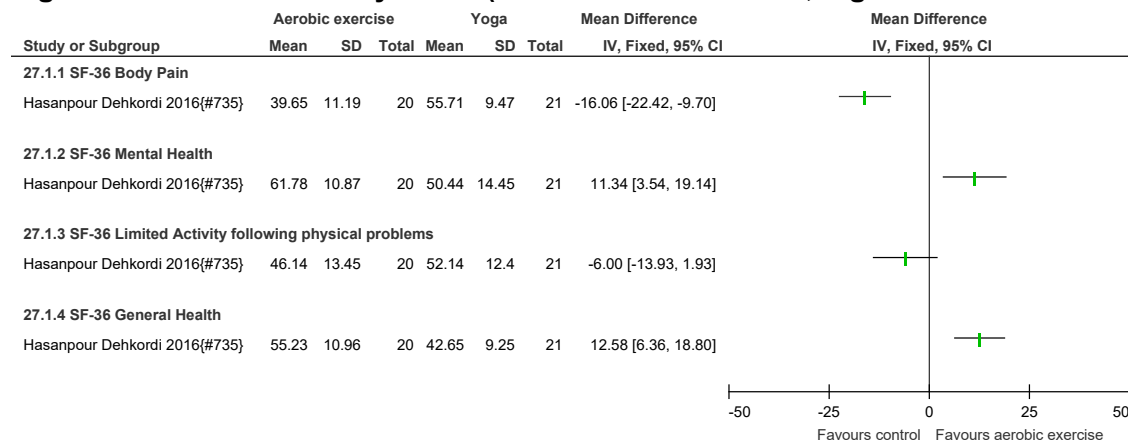 Aerobic exercise Yoga Mean Difference Mean Difference
Study or Subgroup Mean SD Total Mean SD Total IV, Fixed, 95% CI IV, Fixed, 95% CI
27.1.1 SF-36 Body Pain
Hasanpour Dehkordi 2016{#735} 39.65 11.19 20 55.71 9.47 21 -16.06 [-22.42, -9.70]
27.1.2 SF-36 Mental Health
Hasanpour Dehkordi 2016{#735} 61.78 10.87 20 50.44 14.45 21 11.34 [3.54, 19.14]
27.1.3 SF-36 Limited Activity following physical problems
Hasanpour Dehkordi 2016{#735} 46.14 13.45 20 52.14 12.4 21 -6.00 [-13.93, 1.93]
27.1.4 SF-36 General Health
Hasanpour Dehkordi 2016{#735} 55.23 10.96 20 42.65 9.25 21 12.58 [6.36, 18.80]
-50 -25 0 25 50
Favours control Favours aerobic exercise